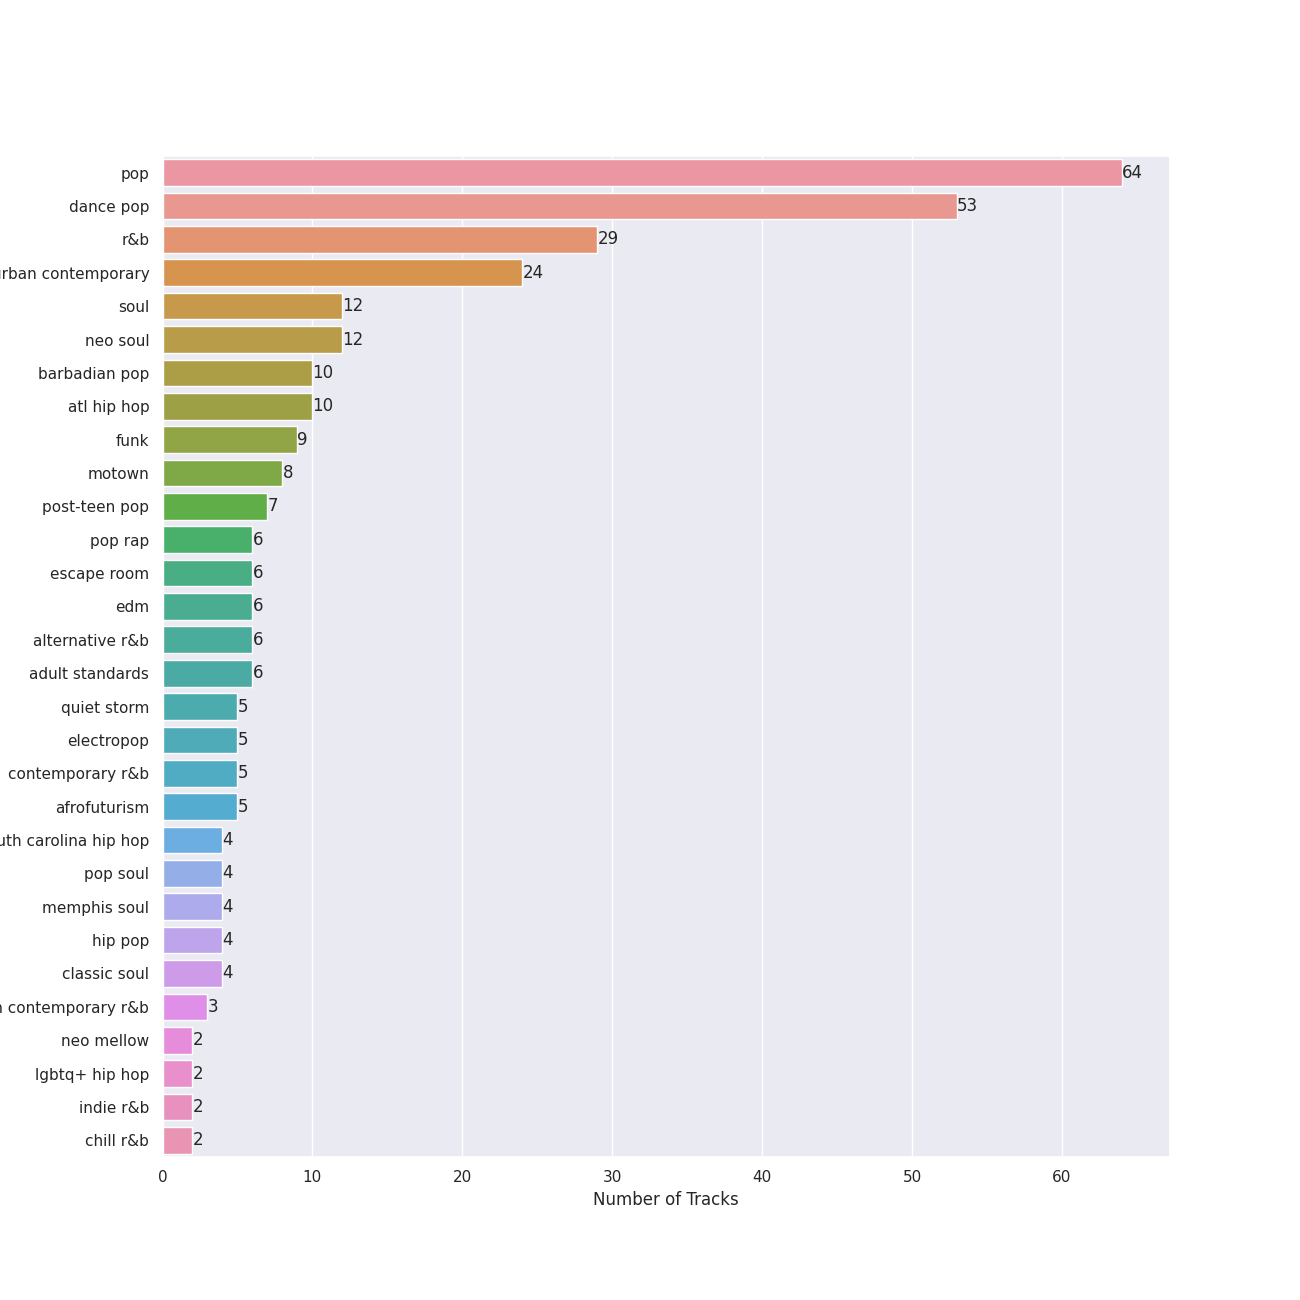 pop 64
dance pop 53
r&b 29
contemporary 24
soul 12
neo soul 12
barbadian pop 10
atl hip hop 10
funk 9
motown 8
post-teen pop 7
pop rap 6
escape room 6
edm 6
alternative r&b 6
adult standards 6
quiet storm 5
electropop 5
contemporary r&b 5
afrofuturism 5
carolina hip hop 4
pop soul 4
memphis soul 4
hip pop 4
classic soul 4
contemporary r&b 3
neo mellow 2
lgbtq+ hip hop 2
indie r&b 2
chill r&b 2
0 10 20 30 40 50 60
Number of Tracks